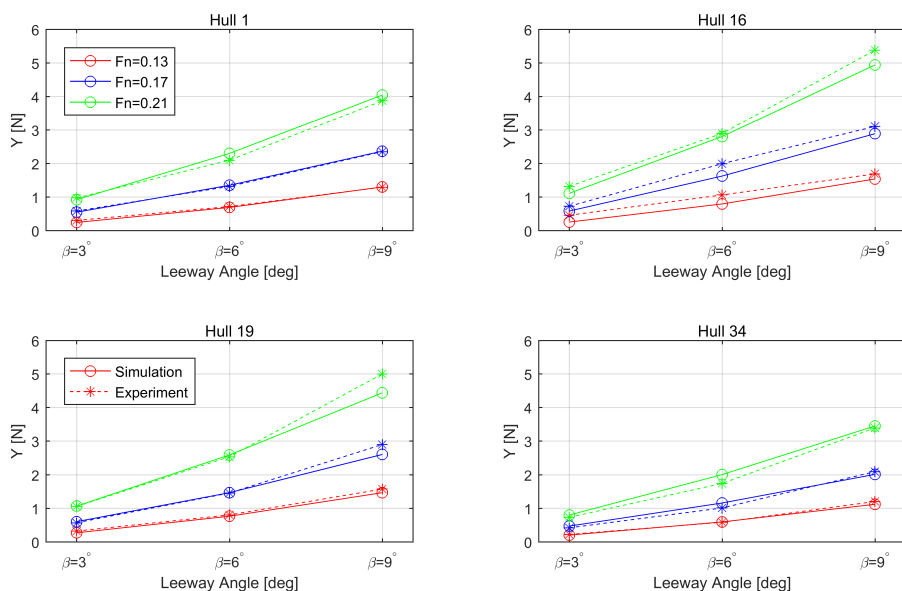 Hull 1
6
5
4
3
2
1
0
Y [N]
Fn=0.13
Fn=0.17
Fn=0.21
β=3° β=6° β=9°
Leeway Angle [deg]
Hull 16
6
5
4
3
2
1
0
Y [N]
β=3° β=6° β=9°
Leeway Angle [deg]
Hull 19
6
5
4
3
2
1
0
Y [N]
Simulation
Experiment
β=3° β=6° β=9°
Leeway Angle [deg]
Hull 34
6
5
4
3
2
1
0
Y [N]
β=3° β=6° β=9°
Leeway Angle [deg]